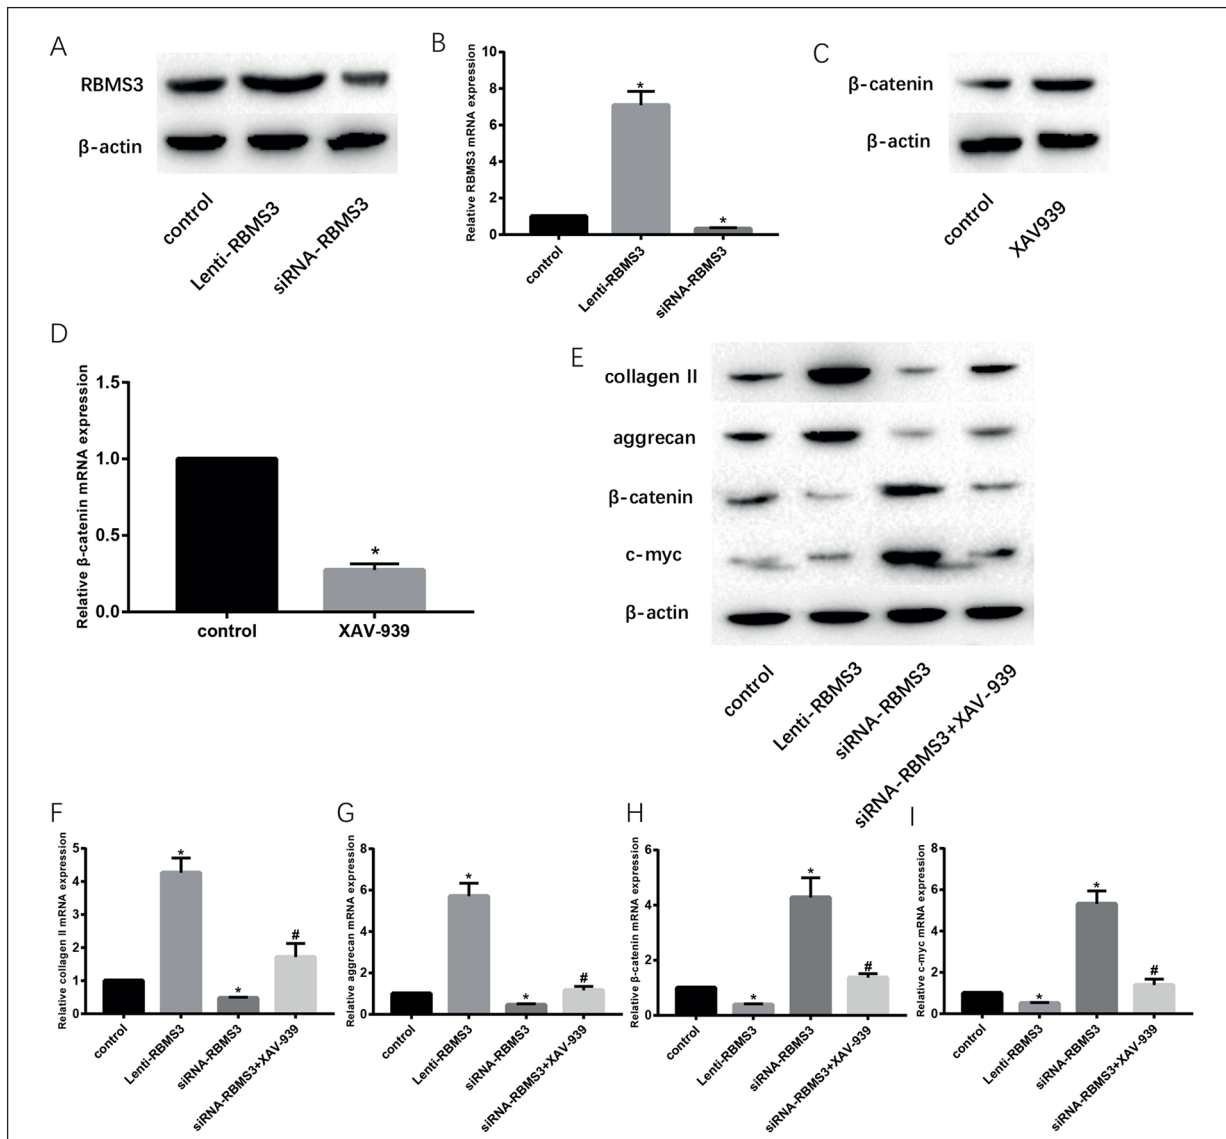 A
RBMS3
β-actin
control
Lenti-RBMS3
siRNA-RBMS3
B
Relative RBMS3 mRNA expression
10
8
6
4
2
0
*
*
control
Lenti-RBMS3
siRNA-RBMS3
C
β-catenin
β-actin
control
XAV939
D
Relative β-catenin mRNA expression
1.5
1.0
0.5
0.0
*
control
XAV-939
E
collagen II
aggrecan
β-catenin
c-myc
β-actin
control
Lenti-RBMS3
siRNA-RBMS3
siRNA-RBMS3+XAV-939
F
Relative collagen II mRNA expression
5
4
3
2
1
0
*
*
#
control
Lenti-RBMS3
siRNA-RBMS3
siRNA-RBMS3+XAV-939
G
Relative aggrecan mRNA expression
8
6
4
2
0
*
*
#
control
Lenti-RBMS3
siRNA-RBMS3
siRNA-RBMS3+XAV-939
H
Relative β-catenin mRNA expression
6
4
2
0
*
*
#
control
Lenti-RBMS3
siRNA-RBMS3
siRNA-RBMS3+XAV-939
I
Relative c-myc mRNA expression
8
6
4
2
0
*
*
#
control
Lenti-RBMS3
siRNA-RBMS3
siRNA-RBMS3+XAV-939